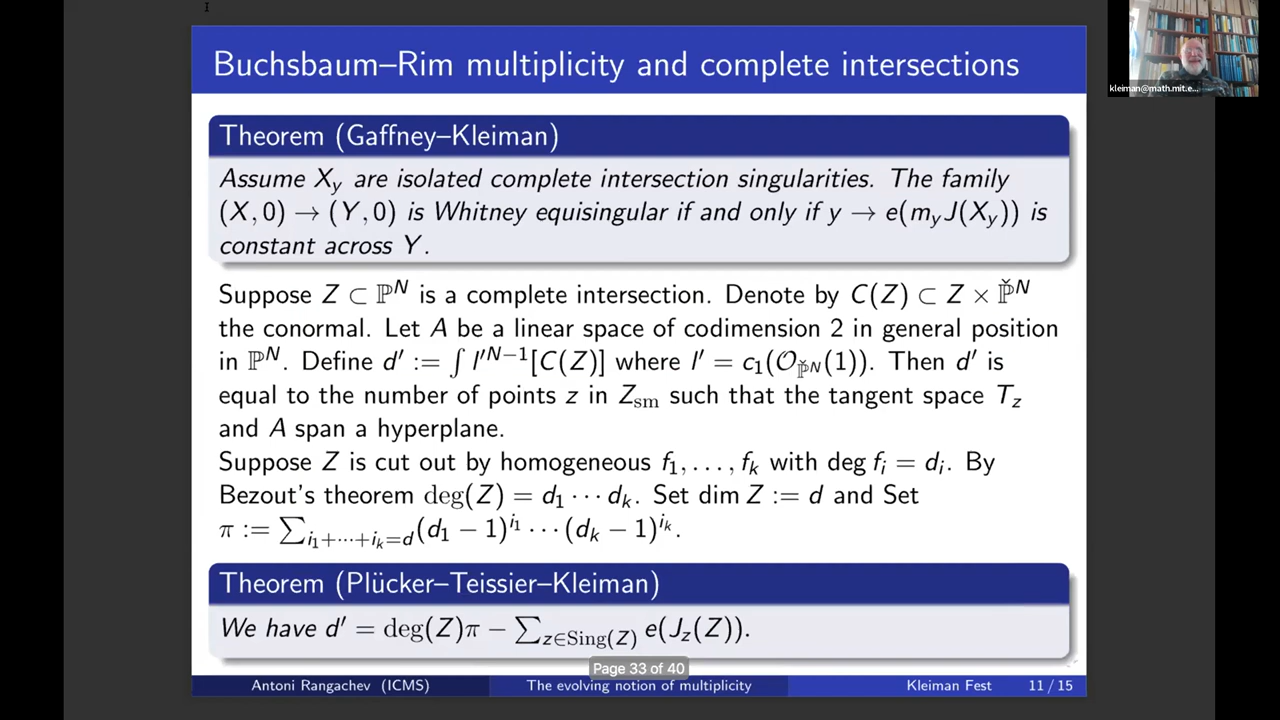 Buchsbaum–Rim multiplicity and complete intersections
kleiman@math.mit.e...
Theorem (Gaffney–Kleiman)
Assume X_y are isolated complete intersection singularities. The family
(X, 0) → (Y, 0) is Whitney equisingular if and only if y → e(m_y J(X_y)) is
constant across Y.
Suppose Z ⊂ ℙ^N is a complete intersection. Denote by C(Z) ⊂ Z × ℙ̌^N
the conormal. Let A be a linear space of codimension 2 in general position
in ℙ^N. Define d′ := ∫ l′^{N−1}[C(Z)] where l′ = c_1(𝒪_{ℙ̌^N}(1)). Then d′ is
equal to the number of points z in Z_sm such that the tangent space T_z
and A span a hyperplane.
Suppose Z is cut out by homogeneous f_1, . . . , f_k with deg f_i = d_i. By
Bezout's theorem deg(Z) = d_1 ⋯ d_k. Set dim Z := d and Set
π := ∑_{i_1+⋯+i_k=d}(d_1 − 1)^{i_1} ⋯ (d_k − 1)^{i_k}.
Theorem (Plücker–Teissier–Kleiman)
We have d′ = deg(Z)π − ∑_{z∈Sing(Z)} e(J_z(Z)).
Page 33 of 40
Antoni Rangachev (ICMS) The evolving notion of multiplicity Kleiman Fest 11 / 15